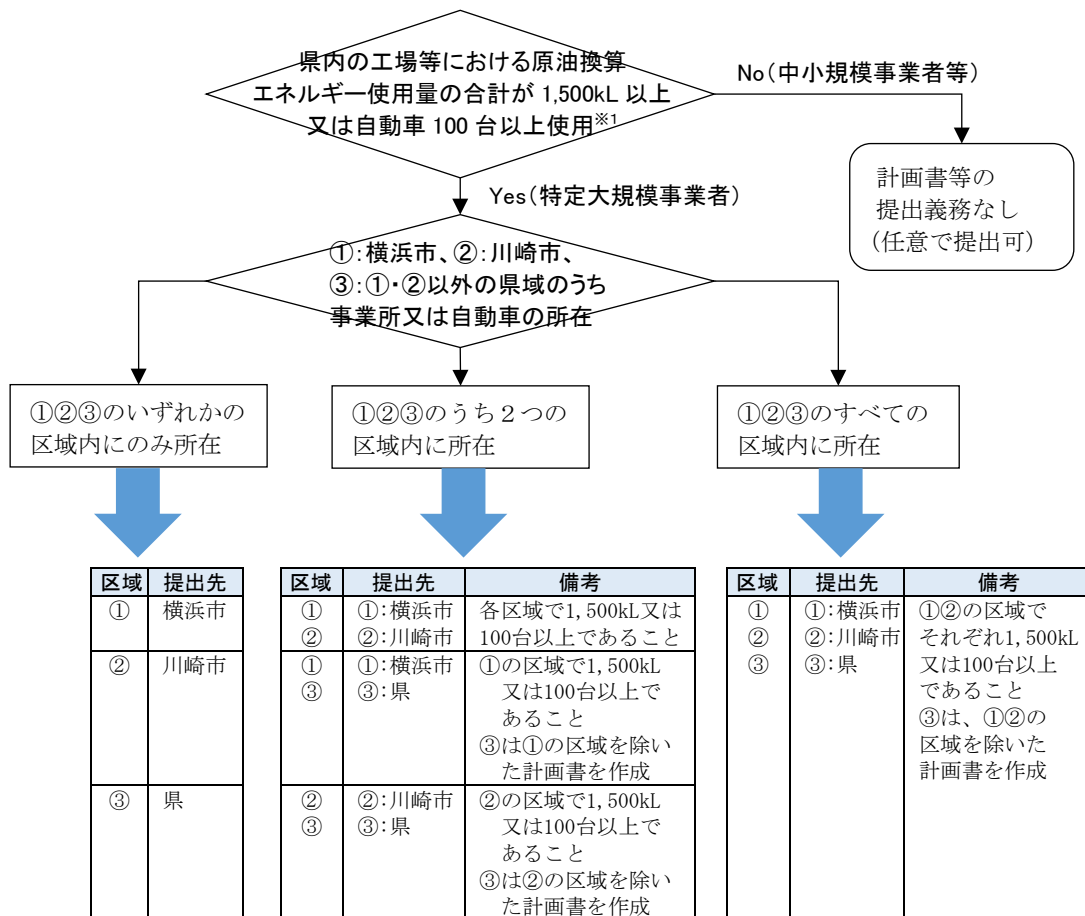 県内の工場等における原油換算
エネルギー使用量の合計が 1,500kL 以上
又は自動車 100 台以上使用※1
No(中小規模事業者等)
計画書等の
提出義務なし
(任意で提出可)
Yes(特定大規模事業者)
①:横浜市、②:川崎市、
③:①・②以外の県域のうち
事業所又は自動車の所在
①②③のいずれかの
区域内にのみ所在
①②③のうち2つの
区域内に所在
①②③のすべての
区域内に所在
区域 提出先
① 横浜市
② 川崎市
③ 県
区域 提出先 備考
① ①:横浜市 各区域で1,500kL又は
② ②:川崎市 100台以上であること
① ①:横浜市 ①の区域で1,500kL
③ ③:県 又は100台以上で
あること
③は①の区域を除い
た計画書を作成
② ②:川崎市 ②の区域で1,500kL
③ ③:県 又は100台以上で
あること
③は②の区域を除い
た計画書を作成
区域 提出先 備考
① ①:横浜市 ①②の区域で
② ②:川崎市 それぞれ1,500kL
③ ③:県 又は100台以上
であること
③は、①②の
区域を除いた
計画書を作成